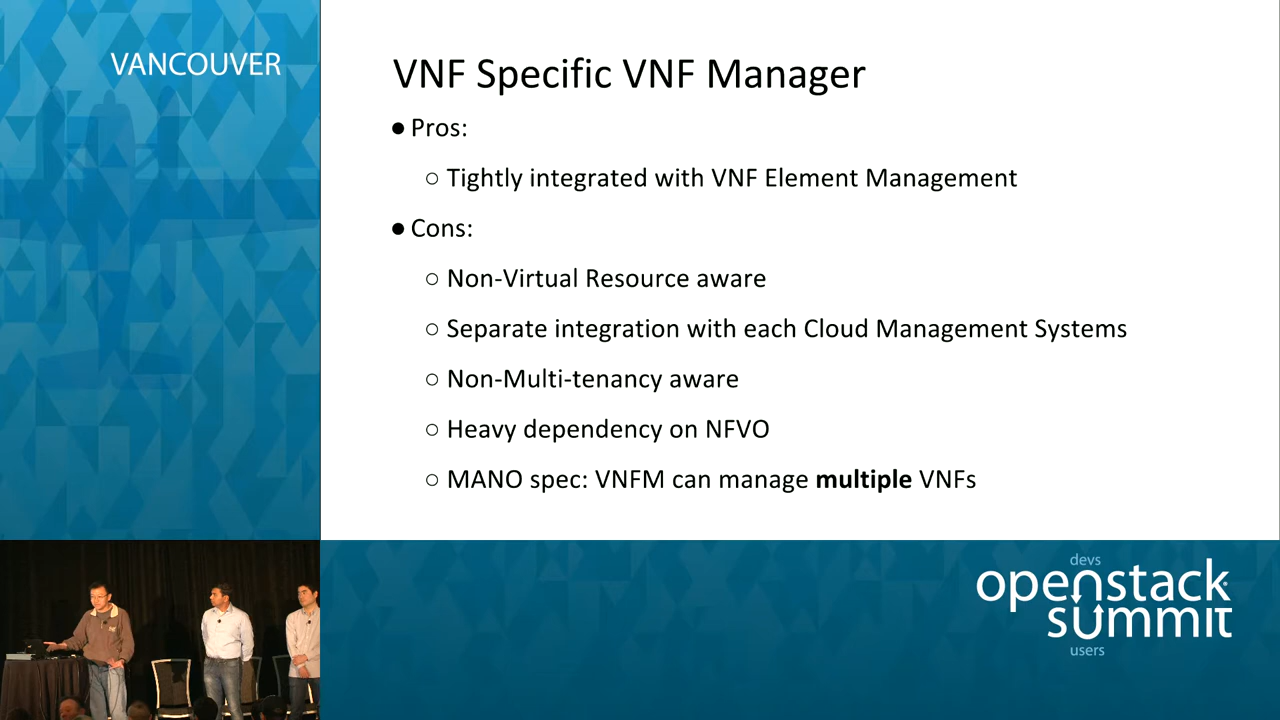 VANCOUVER
VNF Specific VNF Manager
● Pros:
○ Tightly integrated with VNF Element Management
● Cons:
○ Non-Virtual Resource aware
○ Separate integration with each Cloud Management Systems
○ Non-Multi-tenancy aware
○ Heavy dependency on NFVO
○ MANO spec: VNFM can manage multiple VNFs
devs
openstack
summit
users